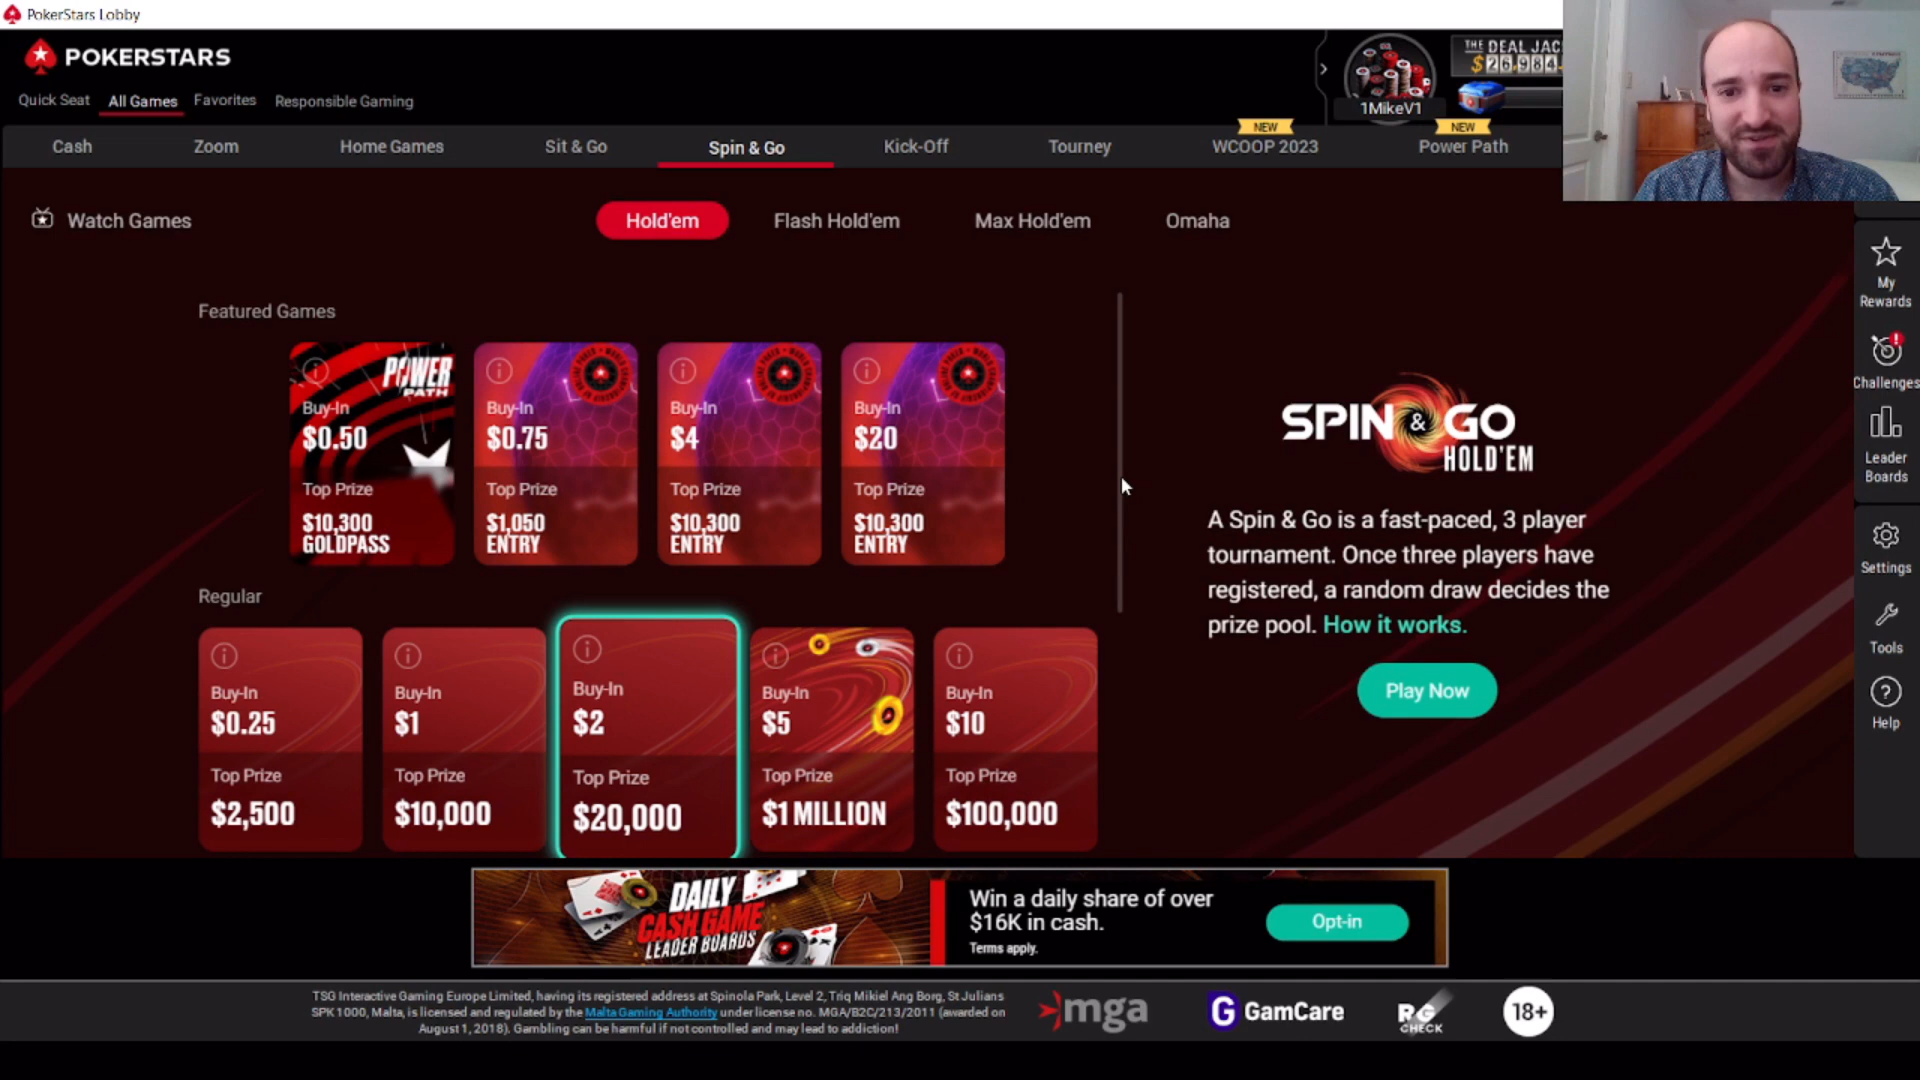 PokerStars Lobby
POKERSTARS
Quick Seat
All Games
Favorites
Responsible Gaming
1MikeV1
THE DEAL JAC
$26,984
Cash
Zoom
Home Games
Sit & Go
Spin & Go
Kick-Off
Tourney
NEW
WCOOP 2023
NEW
Power Path
Watch Games
Hold'em
Flash Hold'em
Max Hold'em
Omaha
My
Rewards
Challenges
Leader
Boards
Settings
Tools
Help
Featured Games
POWER
PATH
Buy-In
$0.50
Top Prize
$10,300
GOLDPASS
Buy-In
$0.75
Top Prize
$1,050
ENTRY
Buy-In
$4
Top Prize
$10,300
ENTRY
Buy-In
$20
Top Prize
$10,300
ENTRY
Regular
Buy-In
$0.25
Top Prize
$2,500
Buy-In
$1
Top Prize
$10,000
Buy-In
$2
Top Prize
$20,000
Buy-In
$5
Top Prize
$1 MILLION
Buy-In
$10
Top Prize
$100,000
SPIN & GO
HOLD'EM
A Spin & Go is a fast-paced, 3 player
tournament. Once three players have
registered, a random draw decides the
prize pool. How it works.
Play Now
DAILY
CASH GAME
LEADER BOARDS
Win a daily share of over
$16K in cash.
Terms apply.
Opt-in
TSG Interactive Gaming Europe Limited, having its registered address at Spinola Park, Level 2, Triq Mikiel Ang Borg, St Julians
SPK 1000, Malta, is licensed and regulated by the Malta Gaming Authority under license no. MGA/B2C/213/2011 (awarded on
August 1, 2018). Gambling can be harmful if not controlled and may lead to addiction!
mga
G GamCare
RG
CHECK
18+